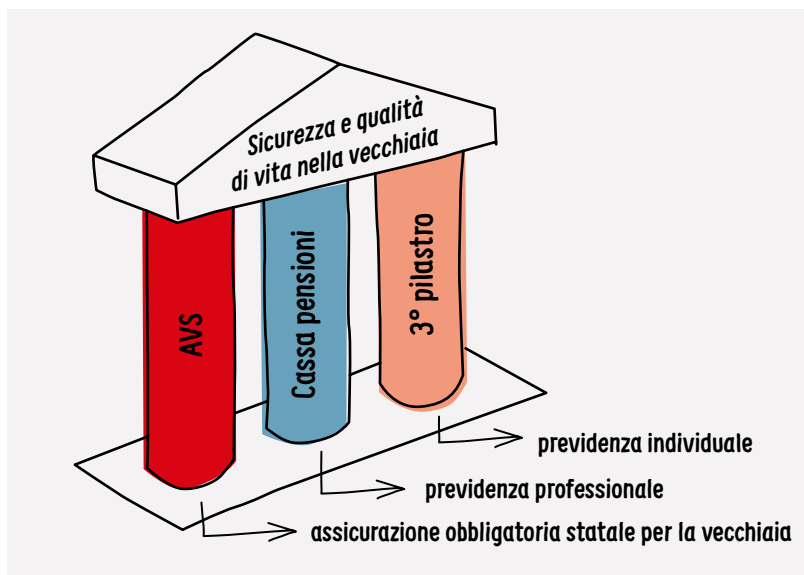 Sicurezza e qualità
di vita nella vecchiaia
AVS
Cassa pensioni
3° pilastro
previdenza individuale
previdenza professionale
assicurazione obbligatoria statale per la vecchiaia